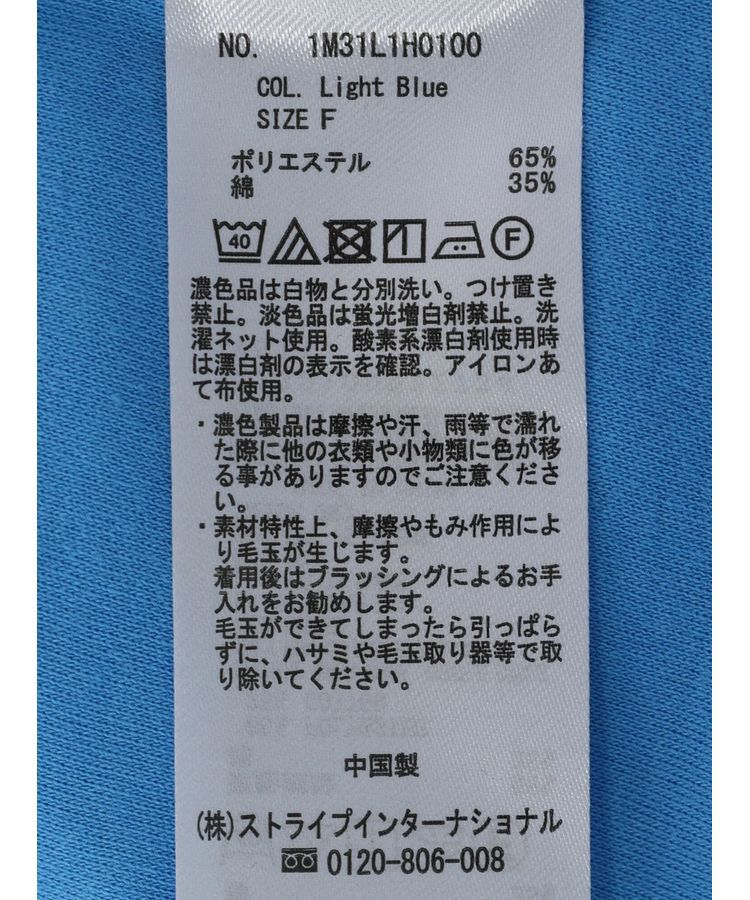 NO. 1M31L1H0100
COL. Light Blue
SIZE F
ポリエステル 65%
綿 35%
40 F
濃色品は白物と分別洗い。つけ置き
禁止。淡色品は蛍光増白剤禁止。洗
濯ネット使用。酸素系漂白剤使用時
は漂白剤の表示を確認。アイロンあ
て布使用。
・濃色製品は摩擦や汗、雨等で濡れ
た際に他の衣類や小物類に色が移
る事がありますのでご注意くださ
い。
・素材特性上、摩擦やもみ作用によ
り毛玉が生じます。
着用後はブラッシングによるお手
入れをお勧めします。
毛玉ができてしまったら引っぱら
ずに、ハサミや毛玉取り器等で取
り除いてください。
中国製
(株)ストライプインターナショナル
0120-806-008